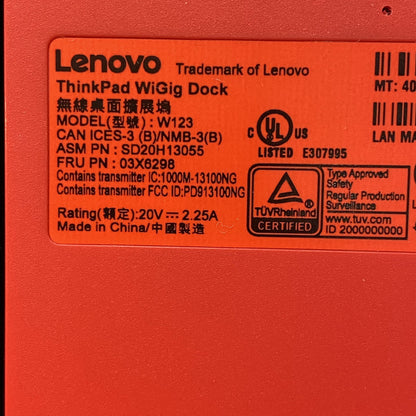 Lenovo Trademark of Lenovo
ThinkPad WiGig Dock
無線桌面擴展塢
MODEL(型號) : W123
CAN ICES-3 (B)/NMB-3(B)
ASM PN : SD20H13055
FRU PN : 03X6298
Contains transmitter IC:1000M-13100NG
Contains transmitter FCC ID:PD913100NG
Rating(額定):20V ⎓ 2.25A
Made in China/中國製造
C UL US
LISTED E307995
TÜVRheinland
CERTIFIED
Type Approved
Safety
Regular Production
Surveillance
www.tuv.com
ID 2000000000
MT: 40
LAN MA